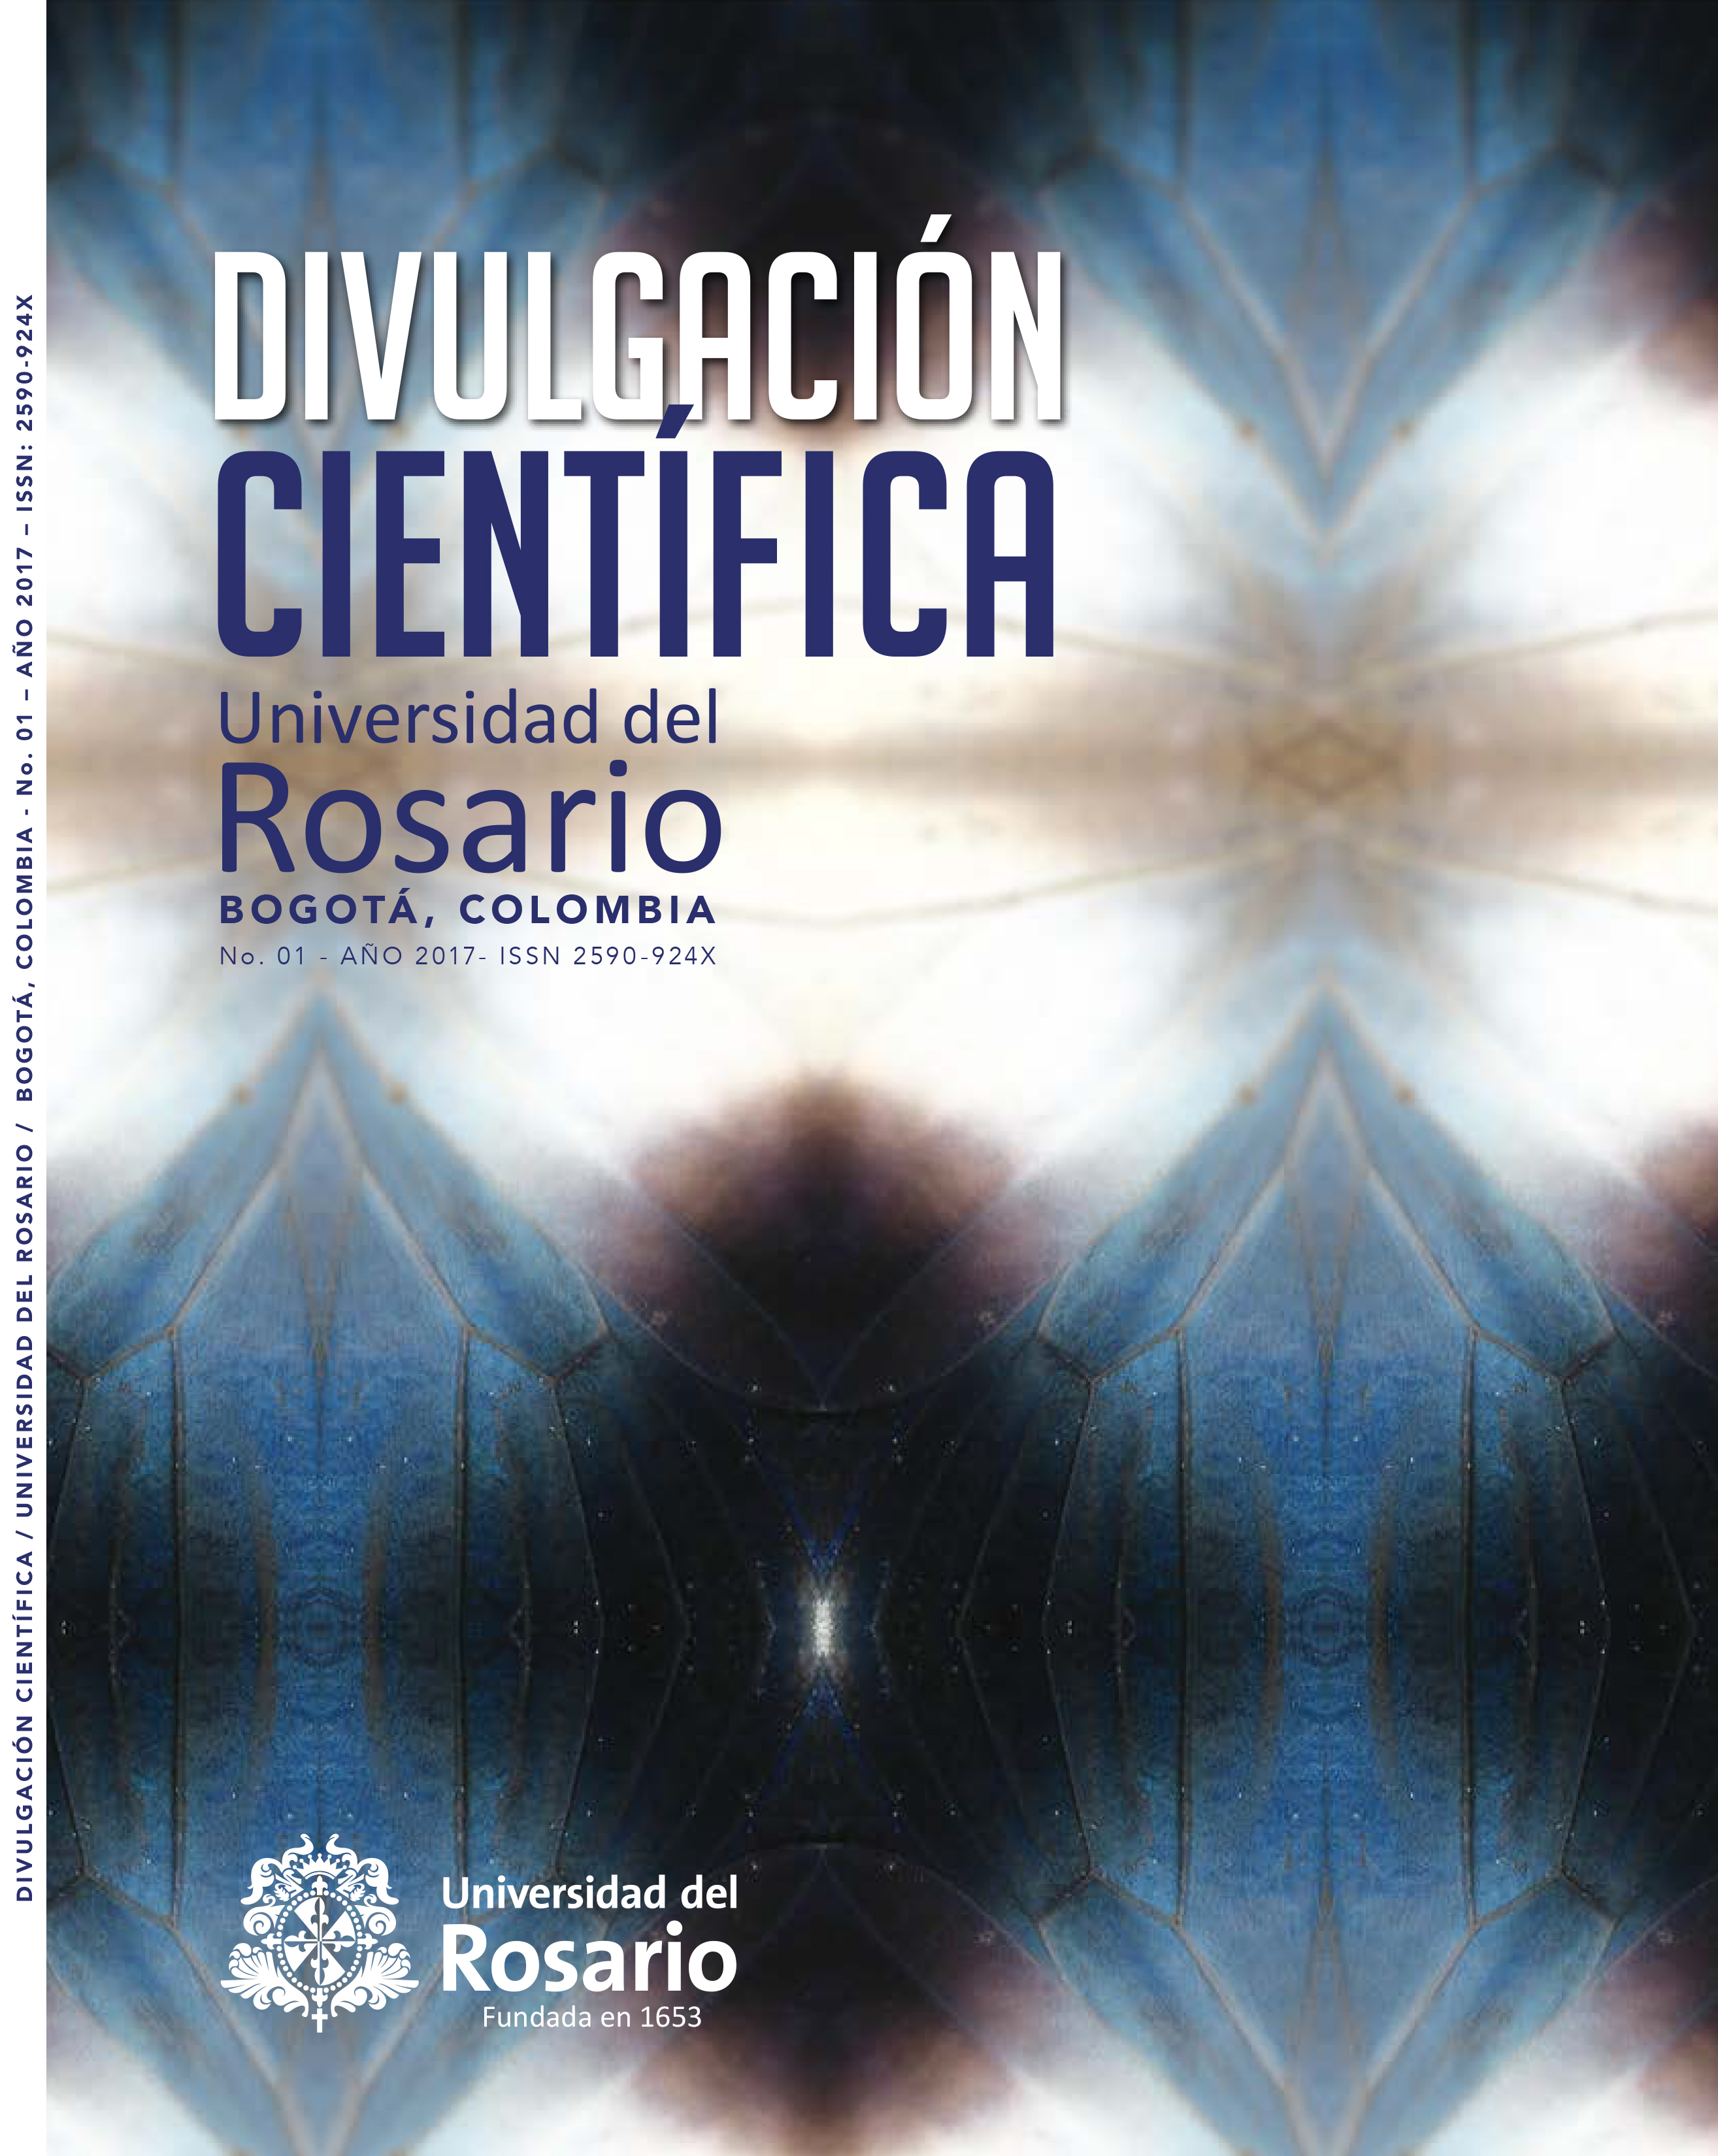 DIVULGACIÓN CIENTÍFICA / UNIVERSIDAD DEL ROSARIO / BOGOTÁ, COLOMBIA - No. 01 – AÑO 2017 – ISSN: 2590-924X
DIVULGACIÓN
CIENTÍFICA
Universidad del
Rosario
BOGOTÁ, COLOMBIA
No. 01 - AÑO 2017- ISSN 2590-924X
Universidad del
Rosario
Fundada en 1653